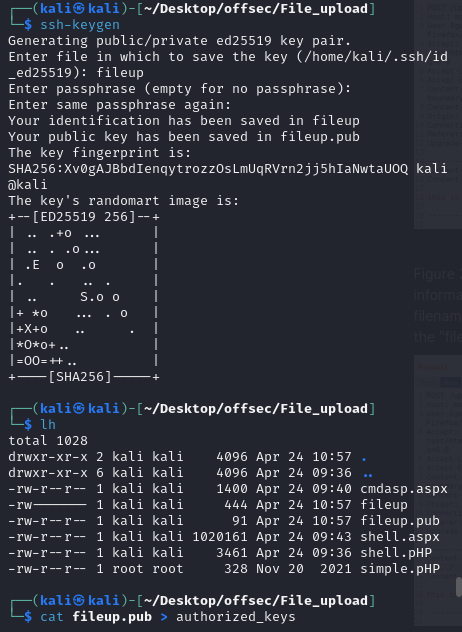 ┌──(kali㉿kali)-[~/Desktop/offsec/File_upload]
└─$ ssh-keygen
Generating public/private ed25519 key pair.
Enter file in which to save the key (/home/kali/.ssh/id
_ed25519): fileup
Enter passphrase (empty for no passphrase):
Enter same passphrase again:
Your identification has been saved in fileup
Your public key has been saved in fileup.pub
The key fingerprint is:
SHA256:Xv0gAJBbdIenqytrozzOsLmUqRVrn2jj5hIaNwtaUOQ kali
@kali
The key's randomart image is:
+--[ED25519 256]--+
| .. .+o ...      |
| .. . .o...      |
| .E  o  .o       |
|.   .   .. .     |
| ..     S.o o    |
|+ *o   ... . o   |
|+X+o   ..     .  |
|*O*o+..          |
|=OO=++..         |
+----[SHA256]-----+
┌──(kali㉿kali)-[~/Desktop/offsec/File_upload]
└─$ lh
total 1028
drwxr-xr-x 2 kali kali    4096 Apr 24 10:57 .
drwxr-xr-x 6 kali kali    4096 Apr 24 09:36 ..
-rw-r--r-- 1 kali kali    1400 Apr 24 09:40 cmdasp.aspx
-rw------- 1 kali kali     444 Apr 24 10:57 fileup
-rw-r--r-- 1 kali kali      91 Apr 24 10:57 fileup.pub
-rw-r--r-- 1 kali kali 1020161 Apr 24 09:43 shell.aspx
-rw-r--r-- 1 kali kali    3461 Apr 24 09:36 shell.pHP
-rw-r--r-- 1 root root     328 Nov 20  2021 simple.pHP
┌──(kali㉿kali)-[~/Desktop/offsec/File_upload]
└─$ cat fileup.pub > authorized_keys
Figure
informa
filenam
the "file